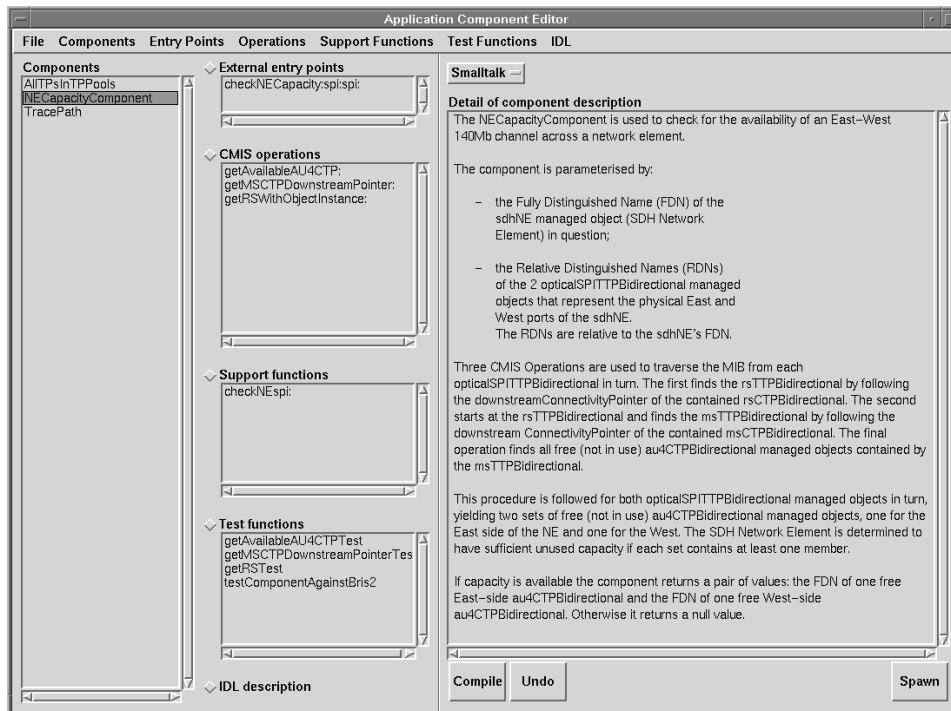 Application Component Editor
File Components Entry Points Operations Support Functions Test Functions IDL
Components
AllTPsInTPPools
NECapacityComponent
TracePath
External entry points
checkNECapacity:spi:spi:
CMIS operations
getAvailableAU4CTP:
getMSCTPDownstreamPointer:
getRSWithObjectInstance:
Support functions
checkNEspi:
Test functions
getAvailableAU4CTPTest
getMSCTPDownstreamPointerTes
getRSTest
testComponentAgainstBris2
IDL description
Smalltalk
Detail of component description
The NECapacityComponent is used to check for the availability of an East-West
140Mb channel across a network element.
The component is parameterised by:
- the Fully Distinguished Name (FDN) of the
sdhNE managed object (SDH Network
Element) in question;
- the Relative Distinguished Names (RDNs)
of the 2 opticalSPITTPBidirectional managed
objects that represent the physical East and
West ports of the sdhNE.
The RDNs are relative to the sdhNE's FDN.
Three CMIS Operations are used to traverse the MIB from each
opticalSPITTPBidirectional in turn. The first finds the rsTTPBidirectional by following
the downstreamConnectivityPointer of the contained rsCTPBidirectional. The second
starts at the rsTTPBidirectional and finds the msTTPBidirectional by following the
downstream ConnectivityPointer of the contained msCTPBidirectional. The final
operation finds all free (not in use) au4CTPBidirectional managed objects contained by
the msTTPBidirectional.
This procedure is followed for both opticalSPITTPBidirectional managed objects in turn,
yielding two sets of free (not in use) au4CTPBidirectional managed objects, one for the
East side of the NE and one for the West. The SDH Network Element is determined to
have sufficient unused capacity if each set contains at least one member.
If capacity is available the component returns a pair of values: the FDN of one free
East-side au4CTPBidirectional and the FDN of one free West-side
au4CTPBidirectional. Otherwise it returns a null value.
Compile Undo Spawn